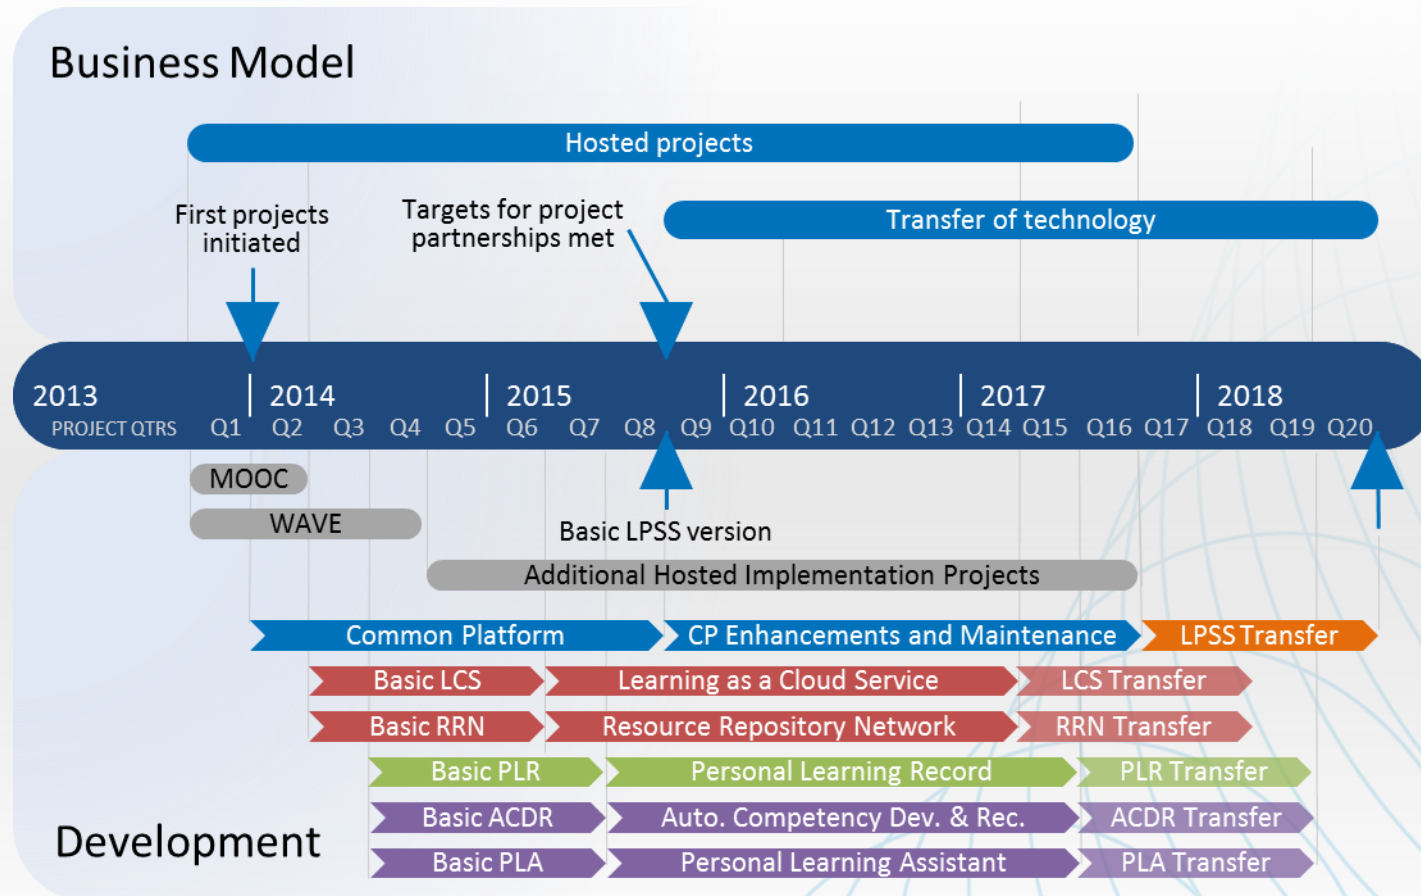 Business Model
Hosted projects
First projects
initiated
Targets for project
partnerships met
Transfer of technology
2013 2014 2015 2016 2017 2018
PROJECT QTRS Q1 Q2 Q3 Q4 Q5 Q6 Q7 Q8 Q9 Q10 Q11 Q12 Q13 Q14 Q15 Q16 Q17 Q18 Q19 Q20
MOOC
WAVE
Basic LPSS version
Additional Hosted Implementation Projects
Common Platform CP Enhancements and Maintenance LPSS Transfer
Basic LCS Learning as a Cloud Service LCS Transfer
Basic RRN Resource Repository Network RRN Transfer
Basic PLR Personal Learning Record PLR Transfer
Basic ACDR Auto. Competency Dev. & Rec. ACDR Transfer
Basic PLA Personal Learning Assistant PLA Transfer
Development